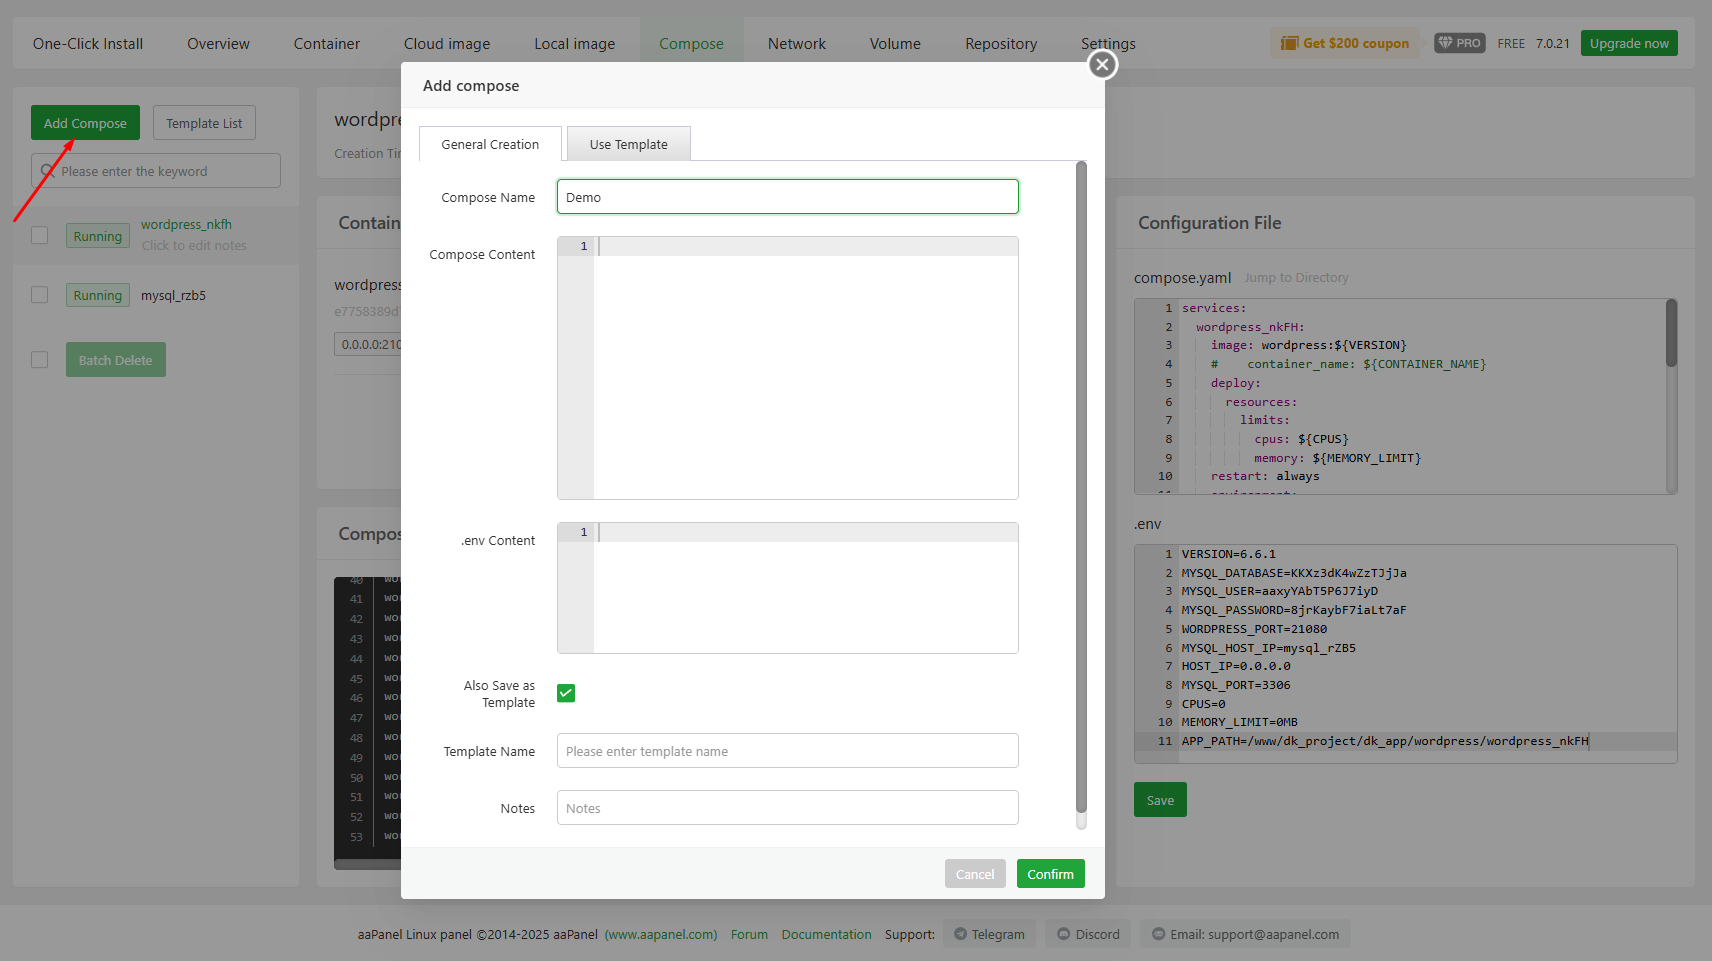 One-Click Install Overview Container Cloud image Local image Compose Network Volume Repository Settings Get $200 coupon PRO FREE 7.0.21 Upgrade now
Add Compose Template List
Please enter the keyword
Running wordpress_nkfh
Click to edit notes
Running mysql_rzb5
Batch Delete
wordpre
Creation Tir
Contain
wordpress
e7758389d
0.0.0.0:210
Compos
40 wo
41 wo
42 wo
43 wo
44 wo
45 wo
46 wo
47 wo
48 wo
49 wo
50 wo
51 wo
52 wo
53 wo
Add compose
General Creation Use Template
Compose Name Demo
Compose Content 1
.env Content 1
Also Save as
Template
Template Name Please enter template name
Notes Notes
Cancel Confirm
Configuration File
compose.yaml Jump to Directory
1 services:
2 wordpress_nkFH:
3 image: wordpress:${VERSION}
4 # container_name: ${CONTAINER_NAME}
5 deploy:
6 resources:
7 limits:
8 cpus: ${CPUS}
9 memory: ${MEMORY_LIMIT}
10 restart: always
11 environment:
.env
1 VERSION=6.6.1
2 MYSQL_DATABASE=KKXz3dK4wZzTJjJa
3 MYSQL_USER=aaxyYAbT5P6J7iyD
4 MYSQL_PASSWORD=8jrKaybF7iaLt7aF
5 WORDPRESS_PORT=21080
6 MYSQL_HOST_IP=mysql_rZB5
7 HOST_IP=0.0.0.0
8 MYSQL_PORT=3306
9 CPUS=0
10 MEMORY_LIMIT=0MB
11 APP_PATH=/www/dk_project/dk_app/wordpress/wordpress_nkFH
Save
aaPanel Linux panel ©2014-2025 aaPanel (www.aapanel.com) Forum Documentation Support: Telegram Discord Email: support@aapanel.com